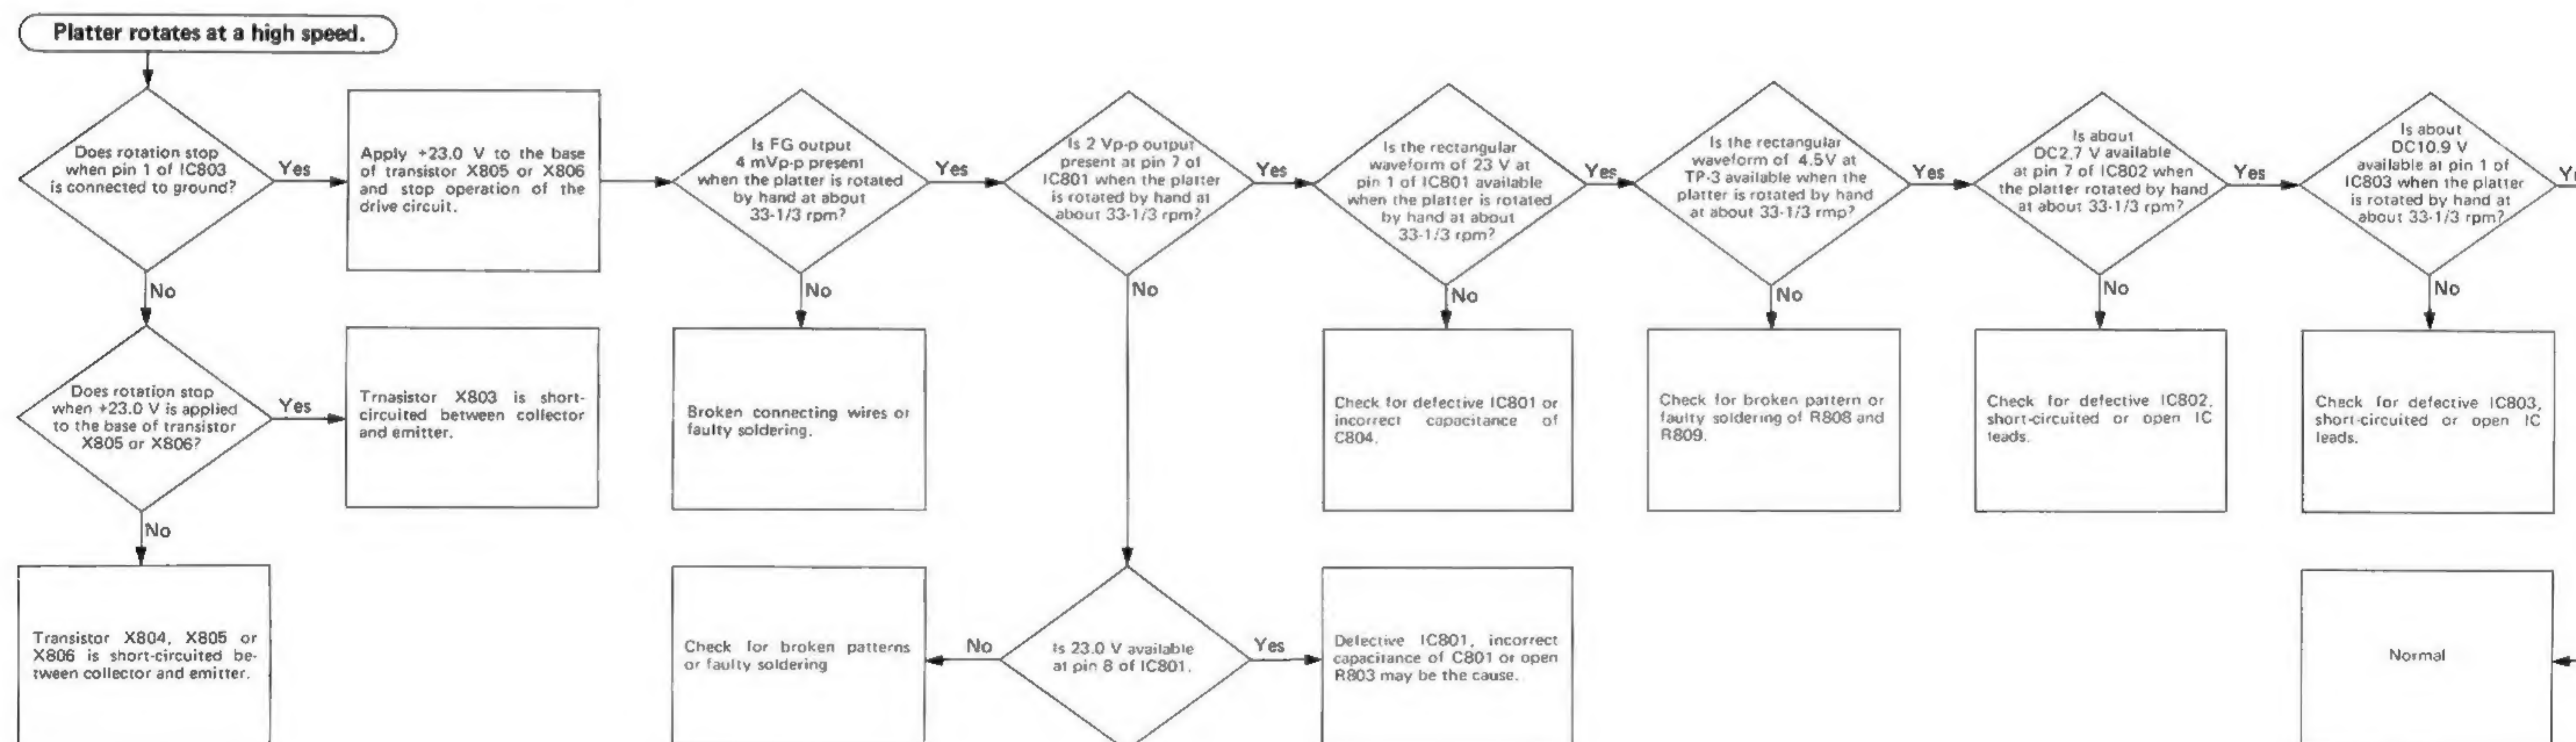 Platter rotates at a high speed.
Does rotation stop
when pin 1 of IC803
is connected to ground?
Yes
No
Apply +23.0 V to the base
of transistor X805 or X806
and stop operation of the
drive circuit.
Is FG output
4 mVp-p present
when the platter is rotated
by hand at about
33-1/3 rpm?
Yes
No
Is 2 Vp-p output
present at pin 7 of
IC801 when the platter
is rotated by hand at
about 33-1/3 rpm?
Yes
No
Is the rectangular
waveform of 23 V at
pin 1 of IC801 available
when the platter is rotated
by hand at about
33-1/3 rpm?
Yes
No
Is the rectangular
waveform of 4.5V at
TP-3 available when the
platter is rotated by hand
at about 33-1/3 rmp?
Yes
No
Is about
DC2.7 V available
at pin 7 of IC802 when
the platter rotated by hand
at about 33-1/3 rpm?
Yes
No
Is about
DC10.9 V
available at pin 1 of
IC803 when the platter
is rotated by hand at
about 33-1/3 rpm?
No
Does rotation stop
when +23.0 V is applied
to the base of transistor
X805 or X806?
Yes
No
Trnasistor X803 is short-
circuited between collector
and emitter.
Broken connecting wires or
faulty soldering.
Check for defective IC801 or
incorrect capacitance of
C804.
Check for broken pattern or
faulty soldering of R808 and
R809.
Check for defective IC802,
short-circuited or open IC
leads.
Check for defective IC803,
short-circuited or open IC
leads.
Transistor X804, X805 or
X806 is short-circuited be-
tween collector and emitter.
Check for broken patterns
or faulty soldering
No
Is 23.0 V available
at pin 8 of IC801.
Yes
Defective IC801, incorrect
capacitance of C801 or open
R803 may be the cause.
Normal